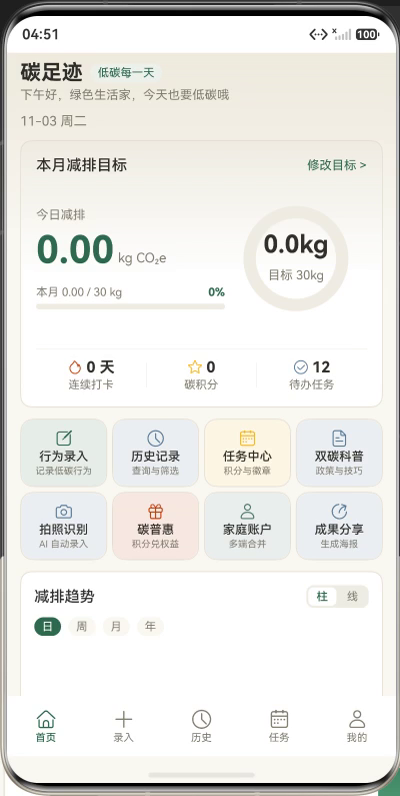 04:51
100
碳足迹 低碳每一天
下午好，绿色生活家，今天也要低碳哦
11-03 周二
本月减排目标 修改目标 >
今日减排
0.00 kg CO₂e
本月 0.00 / 30 kg 0%
0.0kg
目标 30kg
0 天 0 12
连续打卡 碳积分 待办任务
行为录入 历史记录 任务中心 双碳科普
记录低碳行为 查询与筛选 积分与徽章 政策与技巧
拍照识别 碳普惠 家庭账户 成果分享
AI 自动录入 积分兑权益 多端合并 生成海报
减排趋势 柱 线
日 周 月 年
首页 录入 历史 任务 我的